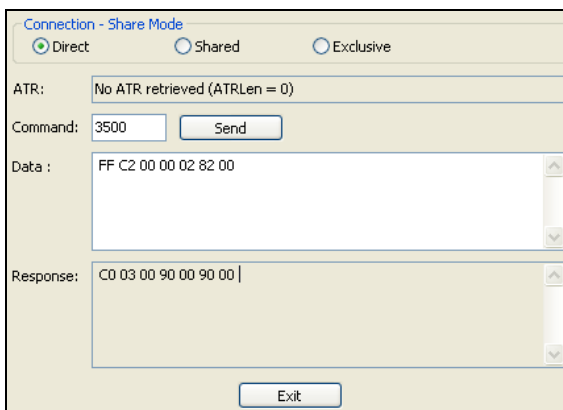 Connection - Share Mode
Direct Shared Exclusive
ATR: No ATR retrieved (ATRLen = 0)
Command: 3500 Send
Data : FF C2 00 00 02 82 00
Response: C0 03 00 90 00 90 00
Exit